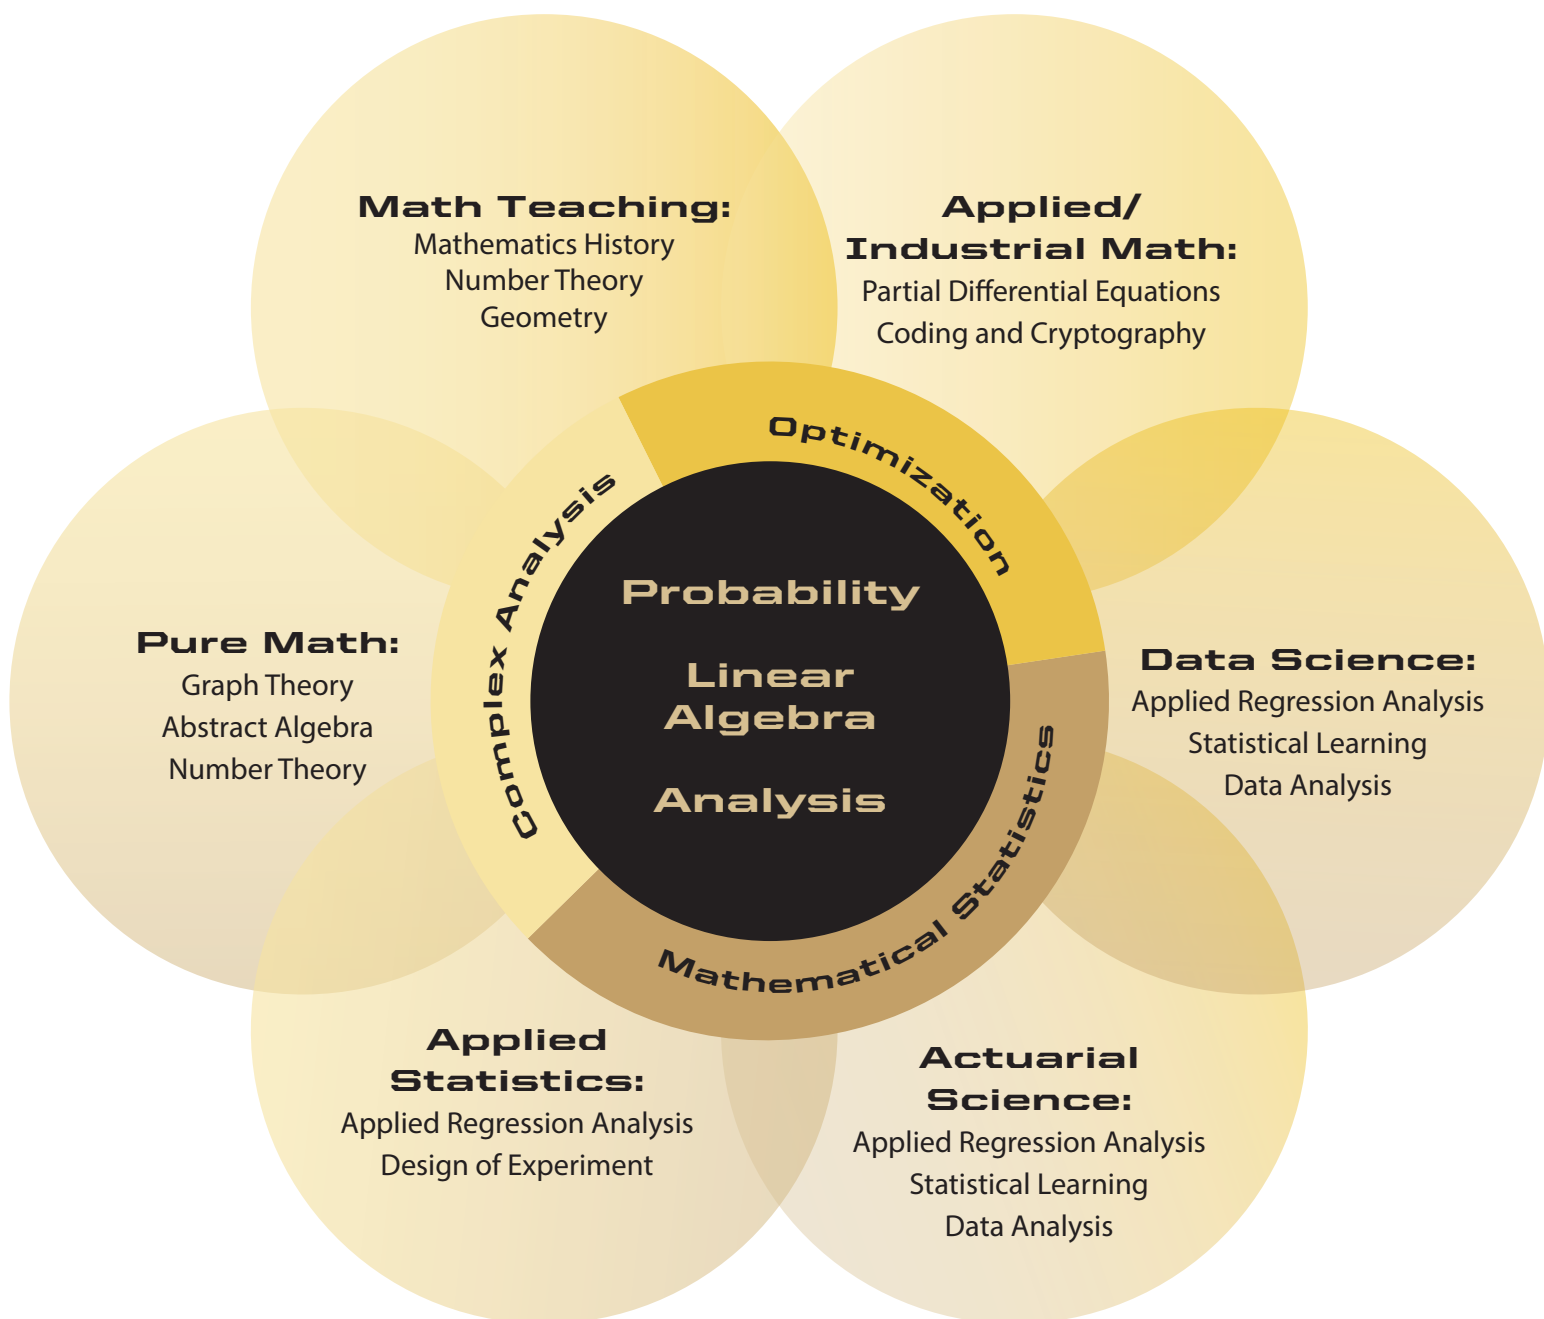 Math Teaching:
Mathematics History
Number Theory
Geometry
Applied/
Industrial Math:
Partial Differential Equations
Coding and Cryptography
Optimization
Complex Analysis
Probability
Linear
Algebra
Analysis
Mathematical Statistics
Pure Math:
Graph Theory
Abstract Algebra
Number Theory
Data Science:
Applied Regression Analysis
Statistical Learning
Data Analysis
Applied
Statistics:
Applied Regression Analysis
Design of Experiment
Actuarial
Science:
Applied Regression Analysis
Statistical Learning
Data Analysis